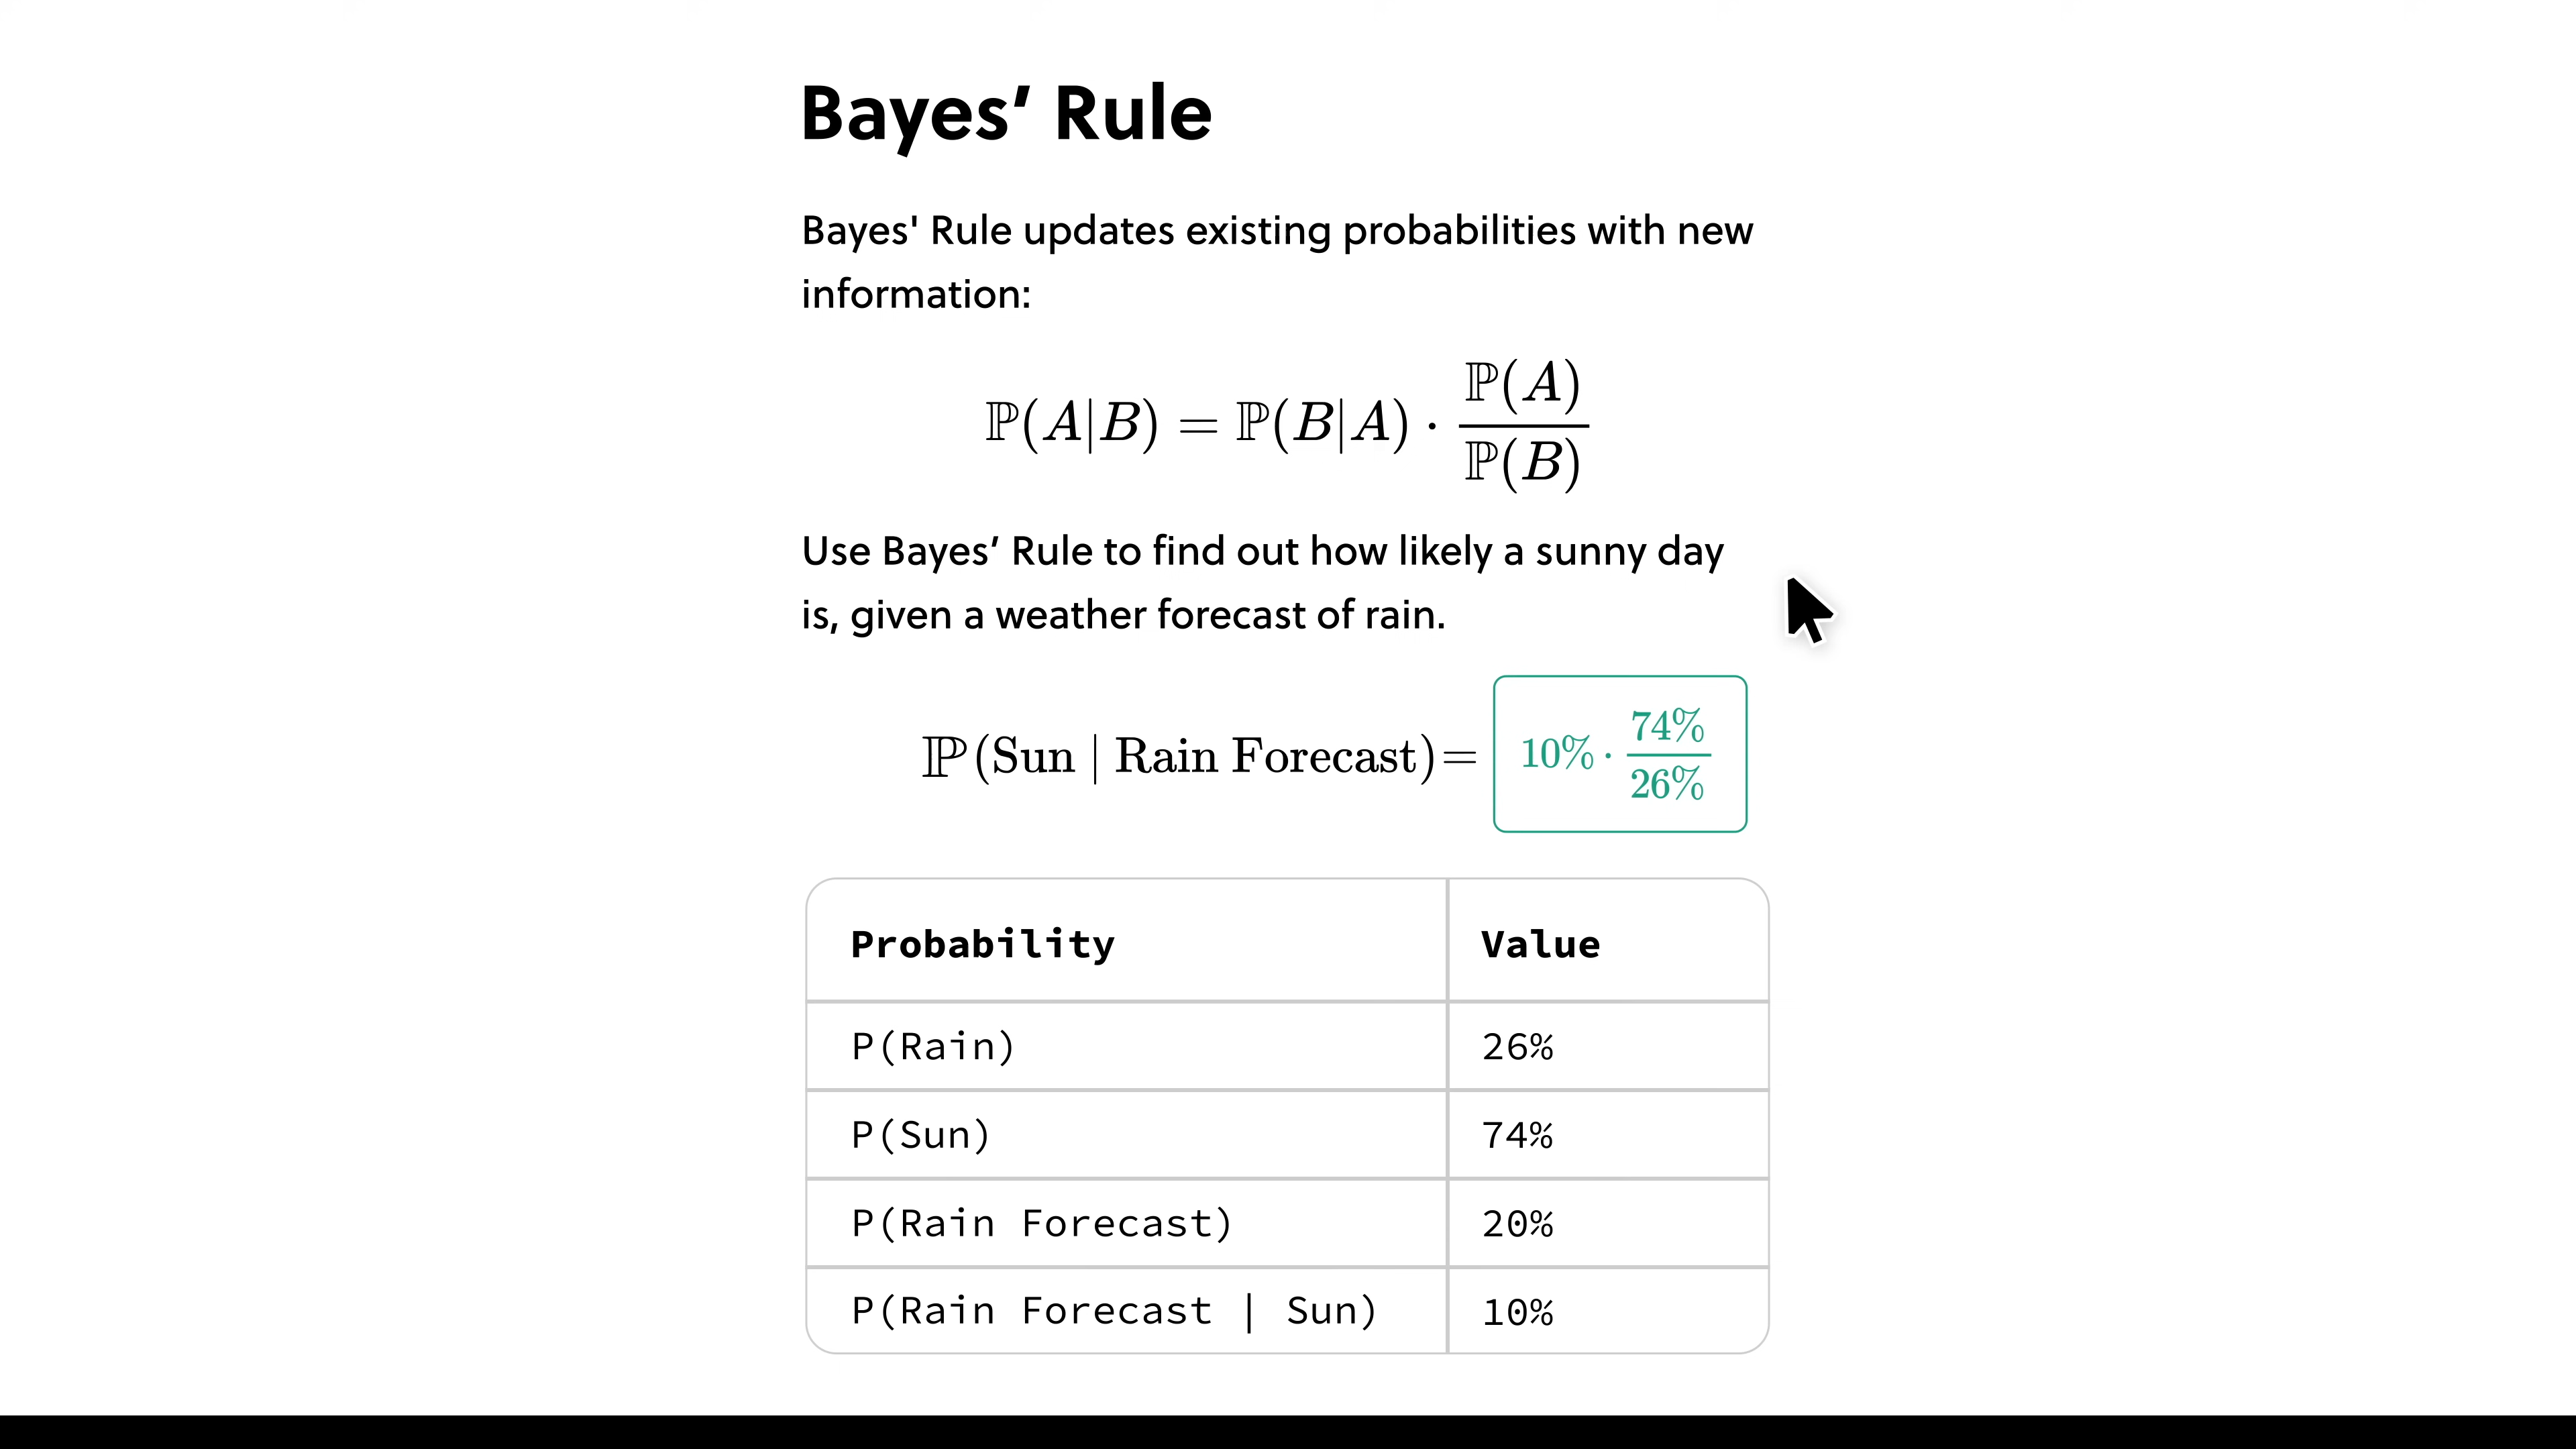 Bayes’ Rule
Bayes' Rule updates existing probabilities with new
information:
ℙ(A|B) = ℙ(B|A) · ℙ(A)/ℙ(B)
Use Bayes’ Rule to find out how likely a sunny day
is, given a weather forecast of rain.
ℙ(Sun | Rain Forecast)= 10% · 74%/26%
Probability Value
P(Rain) 26%
P(Sun) 74%
P(Rain Forecast) 20%
P(Rain Forecast | Sun) 10%